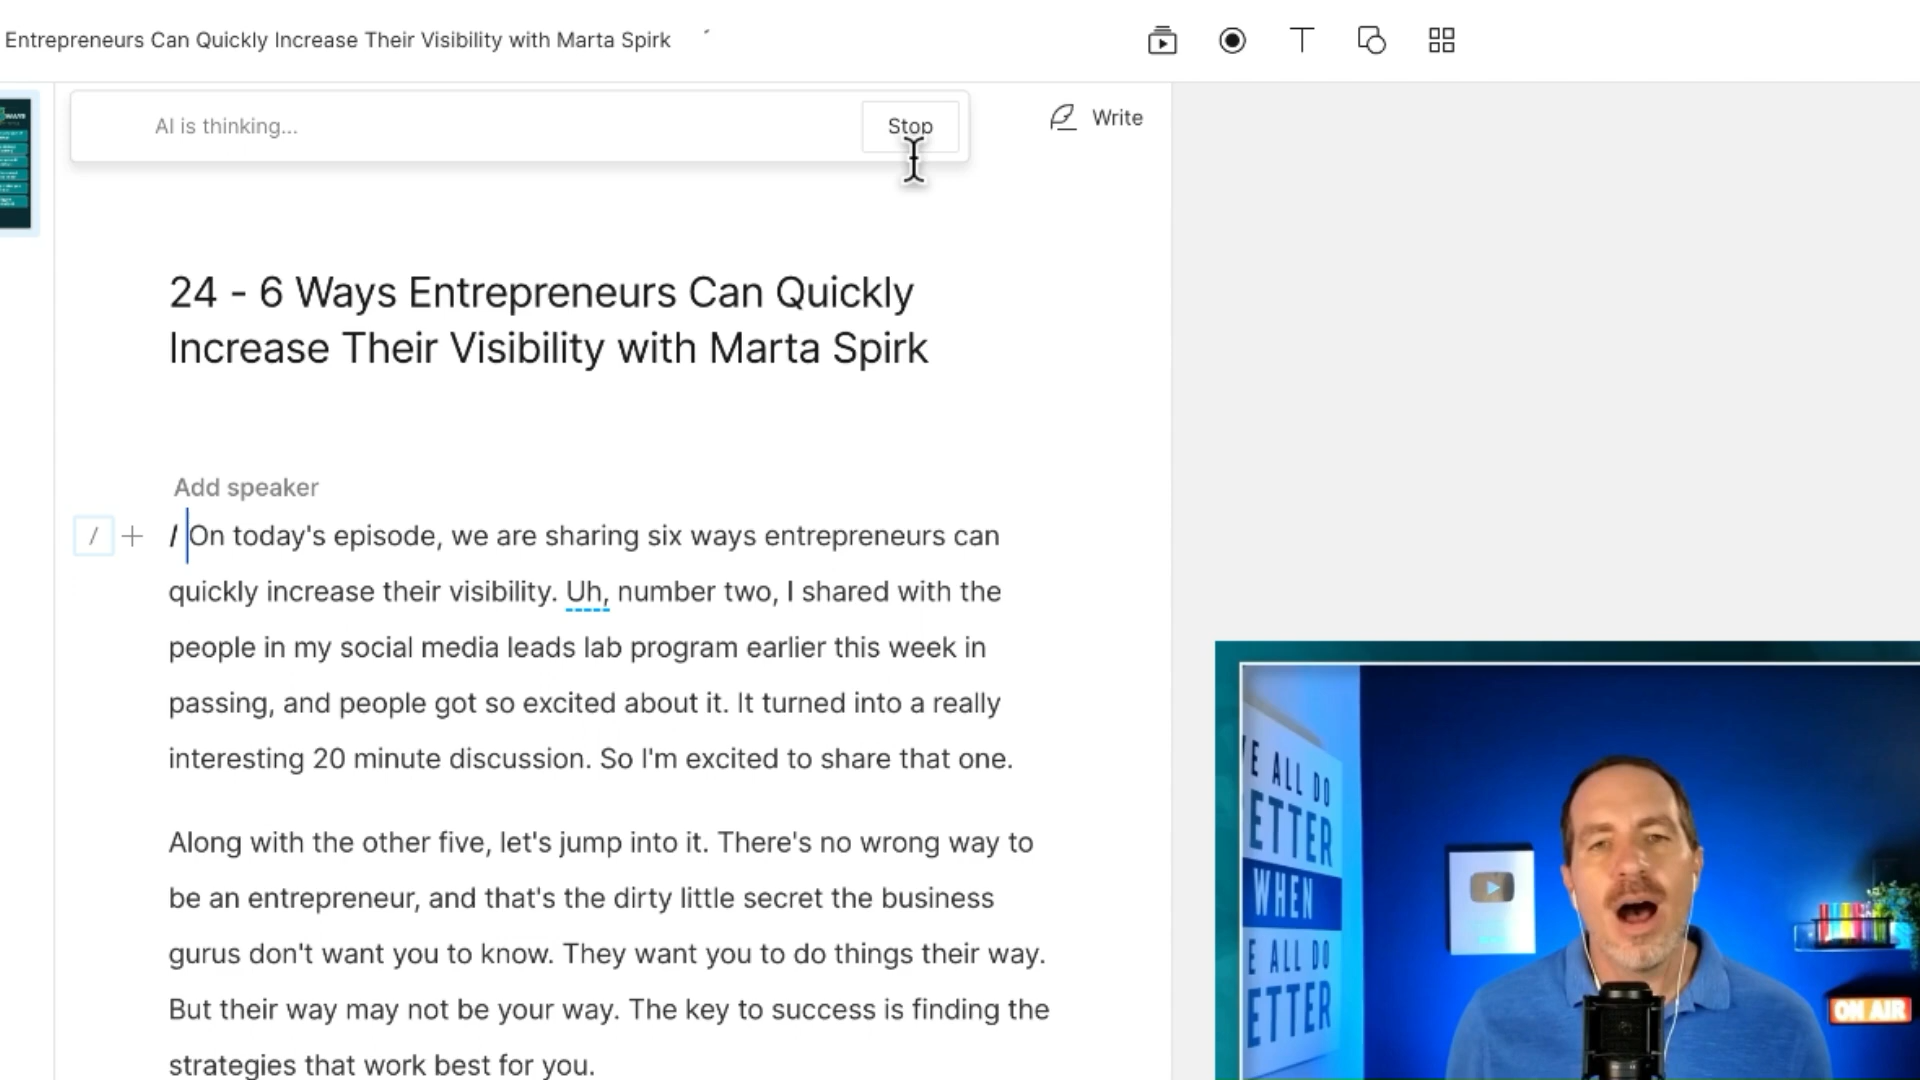 Entrepreneurs Can Quickly Increase Their Visibility with Marta Spirk
AI is thinking...
Stop
Write
24 - 6 Ways Entrepreneurs Can Quickly
Increase Their Visibility with Marta Spirk
Add speaker
/
/ On today's episode, we are sharing six ways entrepreneurs can
quickly increase their visibility. Uh, number two, I shared with the
people in my social media leads lab program earlier this week in
passing, and people got so excited about it. It turned into a really
interesting 20 minute discussion. So I'm excited to share that one.
Along with the other five, let's jump into it. There's no wrong way to
be an entrepreneur, and that's the dirty little secret the business
gurus don't want you to know. They want you to do things their way.
But their way may not be your way. The key to success is finding the
strategies that work best for you.
E ALL DO
ETTER
WHEN
E ALL DO
ETTER
ON AIR